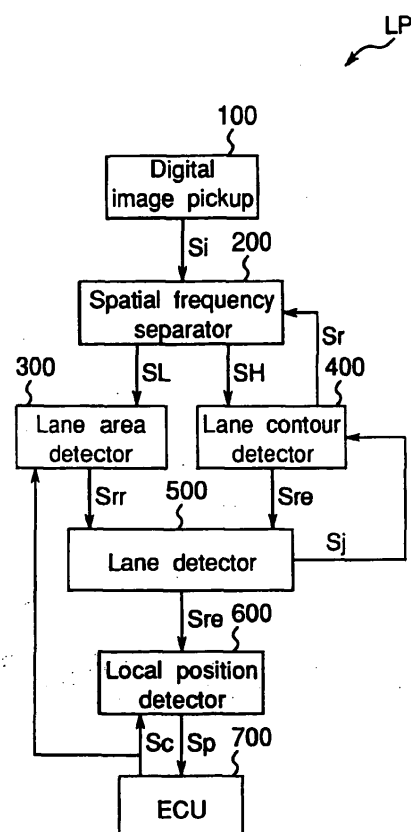 LP
100
Digital
image pickup
Si
200
Spatial frequency
separator
Sr
300
SL
SH
400
Lane area
detector
Lane contour
detector
Srr
500
Sre
Lane detector
Sj
Sre
600
Local position
detector
Sc
Sp
700
ECU